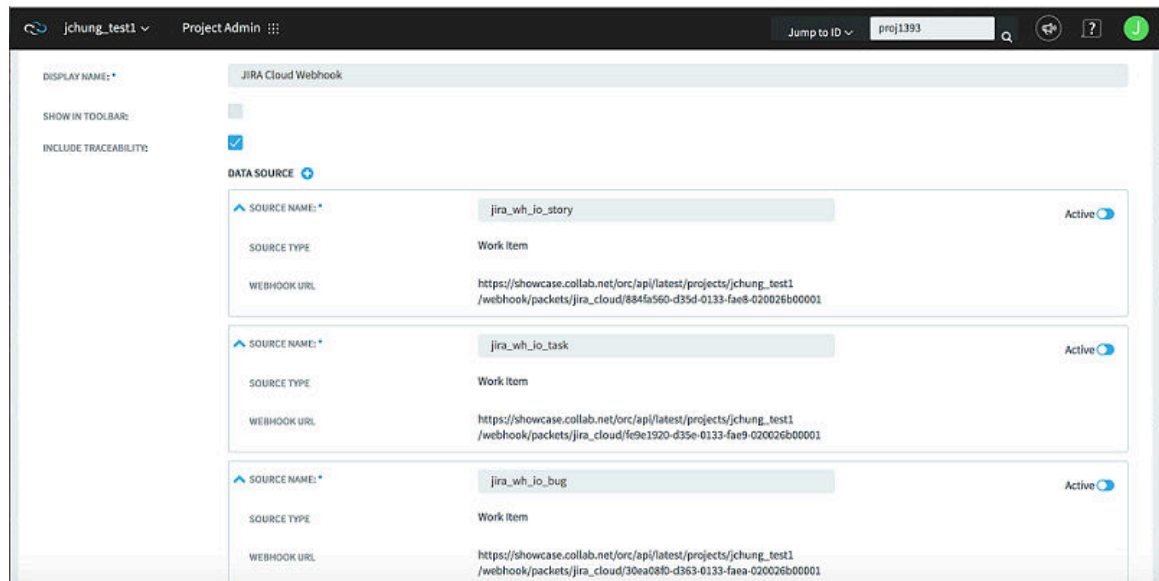 jchung_test1 Project Admin Jump to ID proj1393 ? J
DISPLAY NAME: * JIRA Cloud Webhook
SHOW IN TOOLBAR:
INCLUDE TRACEABILITY:
DATA SOURCE
SOURCE NAME: * jira_wh_io_story Active
SOURCE TYPE Work Item
WEBHOOK URL https://showcase.collab.net/orc/api/latest/projects/jchung_test1
/webhook/packets/jira_cloud/884fa560-d35d-0133-fae8-020026b00001
SOURCE NAME: * jira_wh_io_task Active
SOURCE TYPE Work Item
WEBHOOK URL https://showcase.collab.net/orc/api/latest/projects/jchung_test1
/webhook/packets/jira_cloud/fe9e1920-d35e-0133-fae9-020026b00001
SOURCE NAME: * jira_wh_io_bug Active
SOURCE TYPE Work Item
WEBHOOK URL https://showcase.collab.net/orc/api/latest/projects/jchung_test1
/webhook/packets/jira_cloud/30ea08f0-d363-0133-faea-020026b00001